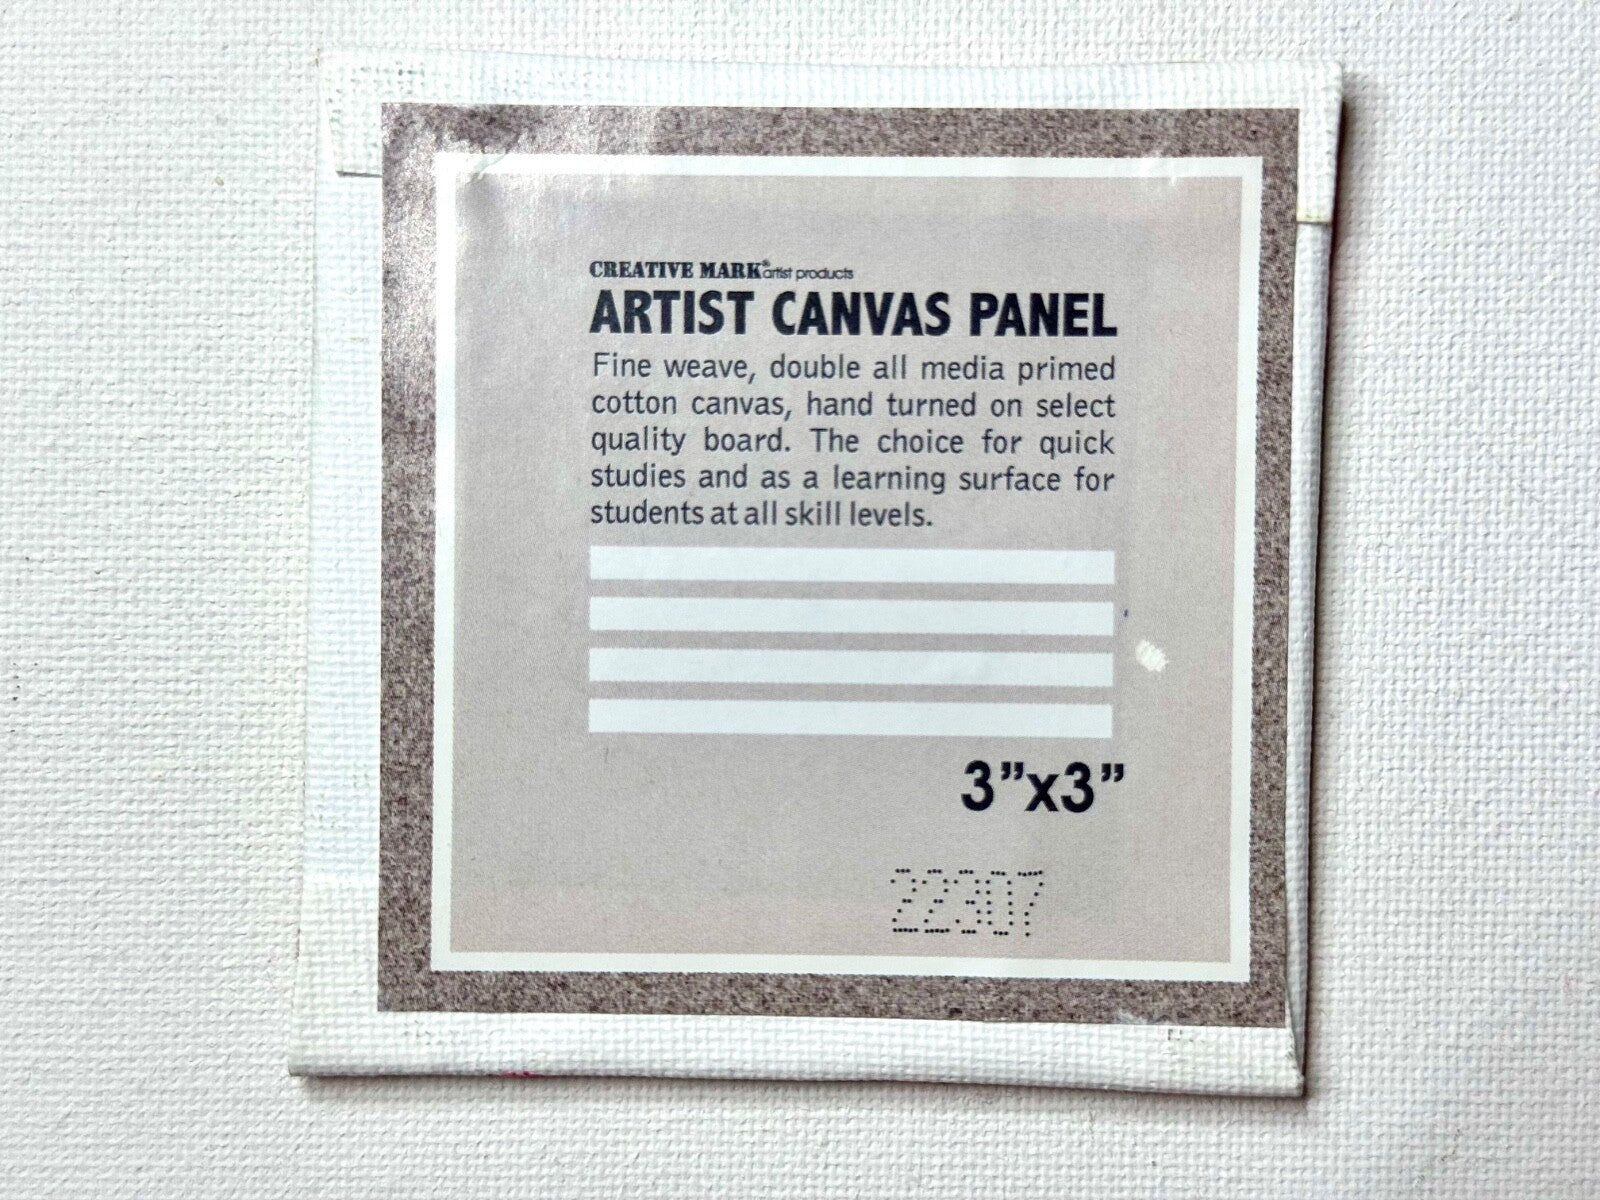 CREATIVE MARK® artist products
ARTIST CANVAS PANEL
Fine weave, double all media primed
cotton canvas, hand turned on select
quality board. The choice for quick
studies and as a learning surface for
students at all skill levels.
3”x3”
22307